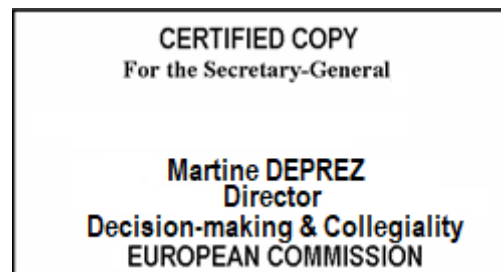 CERTIFIED COPY
For the Secretary-General
Martine DEPREZ
Director
Decision-making & Collegiality
EUROPEAN COMMISSION